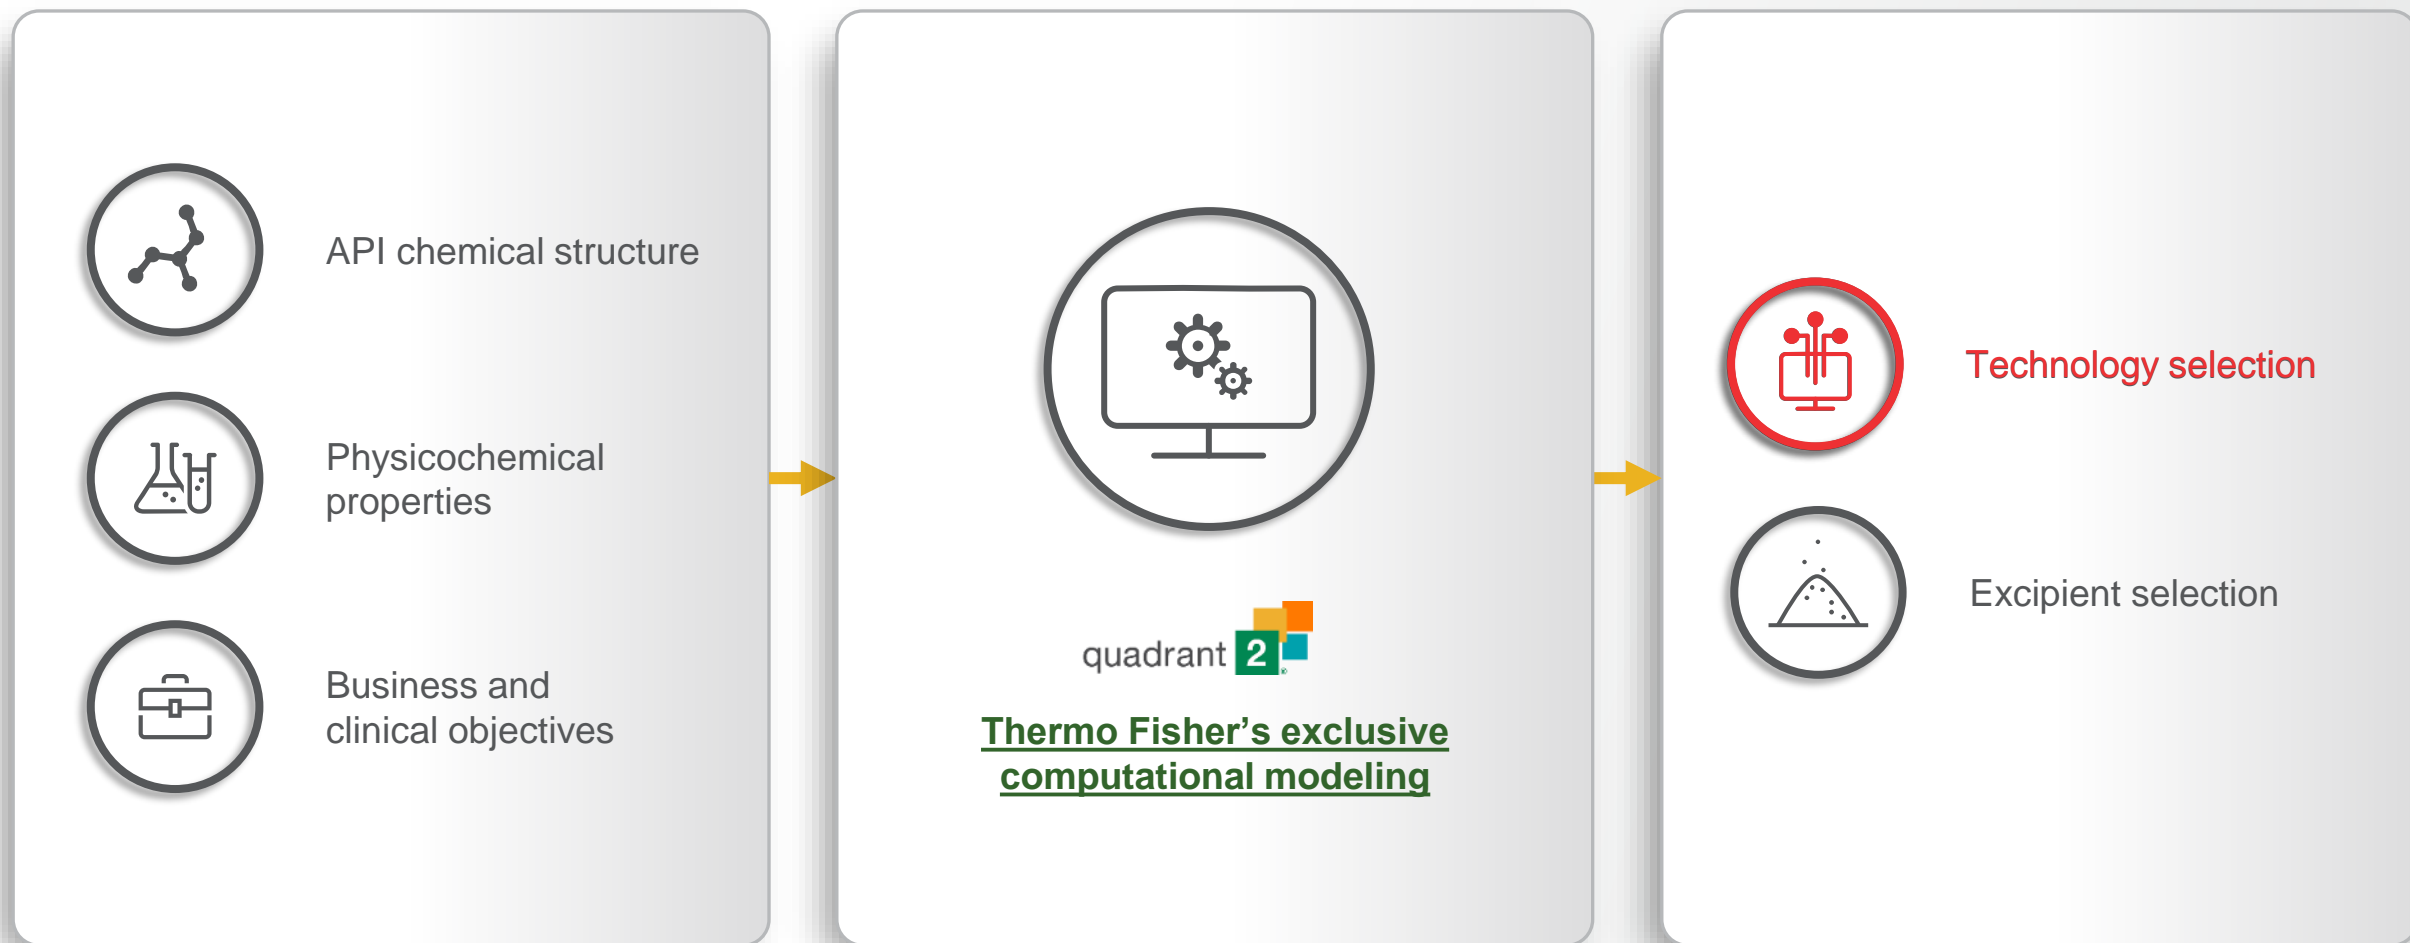 API chemical structure
Physicochemical
properties
Business and
clinical objectives
quadrant 2
Thermo Fisher’s exclusive
computational modeling
Technology selection
Excipient selection